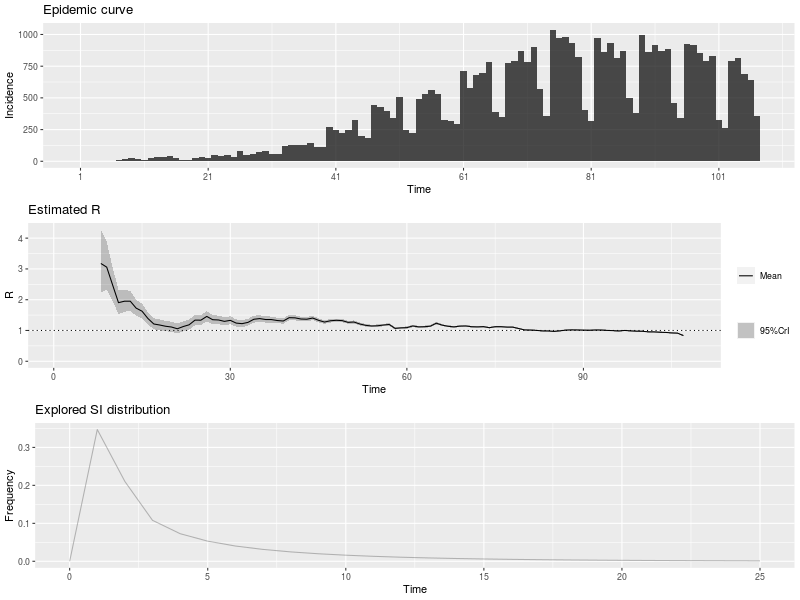 Epidemic curve
1000
750
500
250
0
Incidence
1 21 41 61 81 101
Time
Estimated R
4
3
2
1
0
R
0 30 60 90
Time
Mean
95%CrI
Explored SI distribution
0.3
0.2
0.1
0.0
Frequency
0 5 10 15 20 25
Time